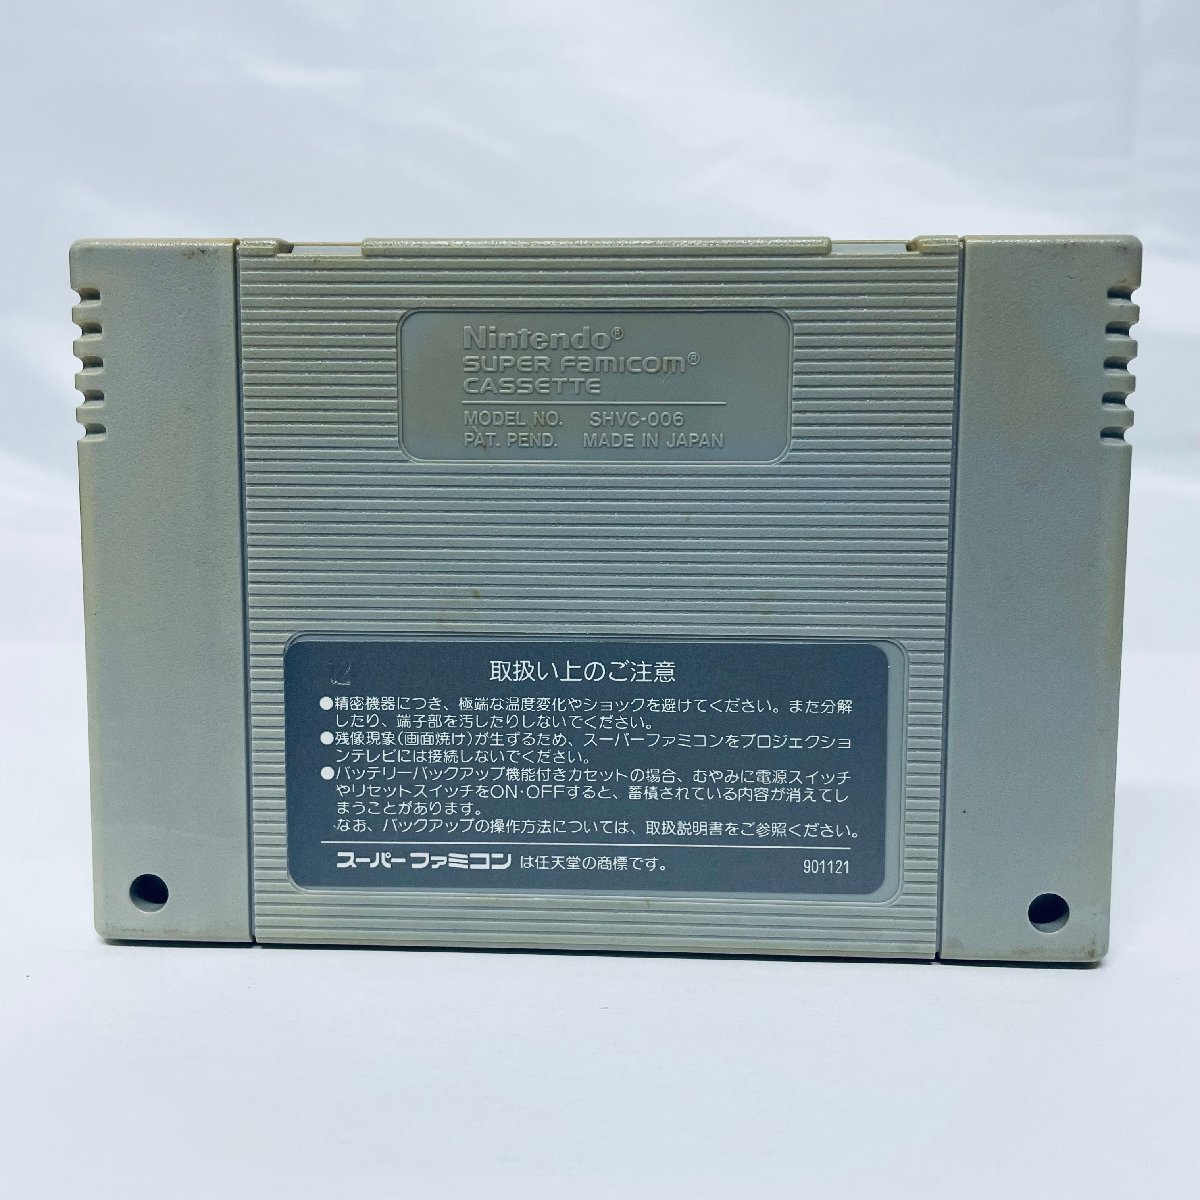 Nintendo®
SUPER FAMICOM®
CASSETTE
MODEL NO. SHVC-006
PAT. PEND. MADE IN JAPAN
取扱い上のご注意
●精密機器につき、極端な温度変化やショックを避けてください。また分解
したり、端子部を汚したりしないでください。
●残像現象(画面焼け)が生ずるため、スーパーファミコンをプロジェクショ
ンテレビには接続しないでください。
●バッテリーバックアップ機能付きカセットの場合、むやみに電源スイッチ
やリセットスイッチをON・OFFすると、蓄積されている内容が消えてし
まうことがあります。
なお、バックアップの操作方法については、取扱説明書をご参照ください。
スーパーファミコン は任天堂の商標です。 901121